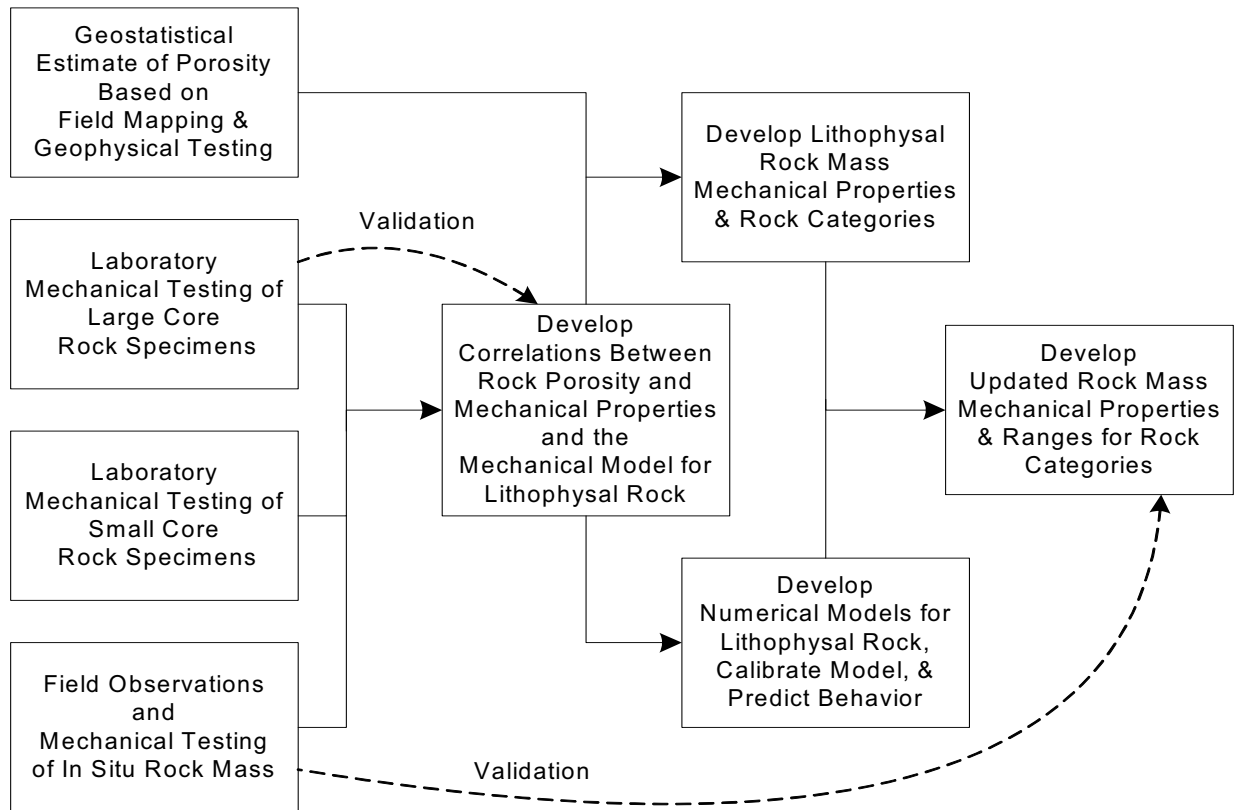 Geostatistical
Estimate of Porosity
Based on
Field Mapping &
Geophysical Testing
Laboratory
Mechanical Testing of
Large Core
Rock Specimens
Laboratory
Mechanical Testing of
Small Core
Rock Specimens
Field Observations
and
Mechanical Testing
of In Situ Rock Mass
Validation
Develop
Correlations Between
Rock Porosity and
Mechanical Properties
and the
Mechanical Model for
Lithophysal Rock
Develop Lithophysal
Rock Mass
Mechanical Properties
& Rock Categories
Develop
Numerical Models for
Lithophysal Rock,
Calibrate Model, &
Predict Behavior
Develop
Updated Rock Mass
Mechanical Properties
& Ranges for Rock
Categories
Validation